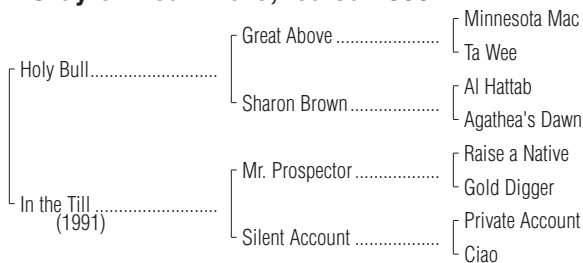 Minnesota Mac
Great Above
Ta Wee
Holy Bull
Al Hattab
Sharon Brown
Agathea's Dawn
Raise a Native
Mr. Prospector
Gold Digger
In the Till
(1991)
Private Account
Silent Account
Ciao